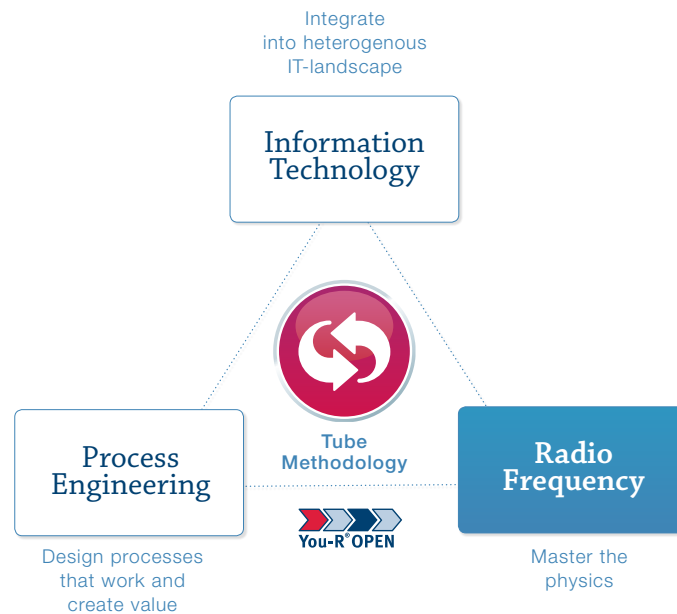 Integrate
into heterogenous
IT-landscape
Information
Technology
Tube
Methodology
Process
Engineering
Radio
Frequency
You-R® OPEN
Design processes
that work and
create value
Master the
physics